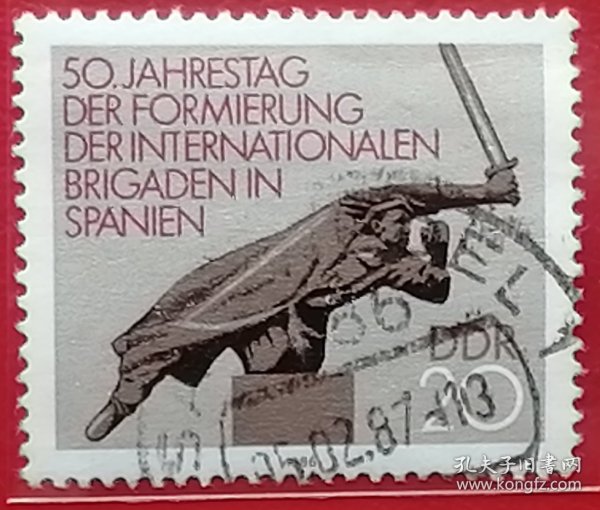 50. JAHRESTAG
DER FORMIERUNG
DER INTERNATIONALEN
BRIGADEN IN
SPANIEN
DDR
20
.02.87
孔夫子旧书网
www.kongfz.com